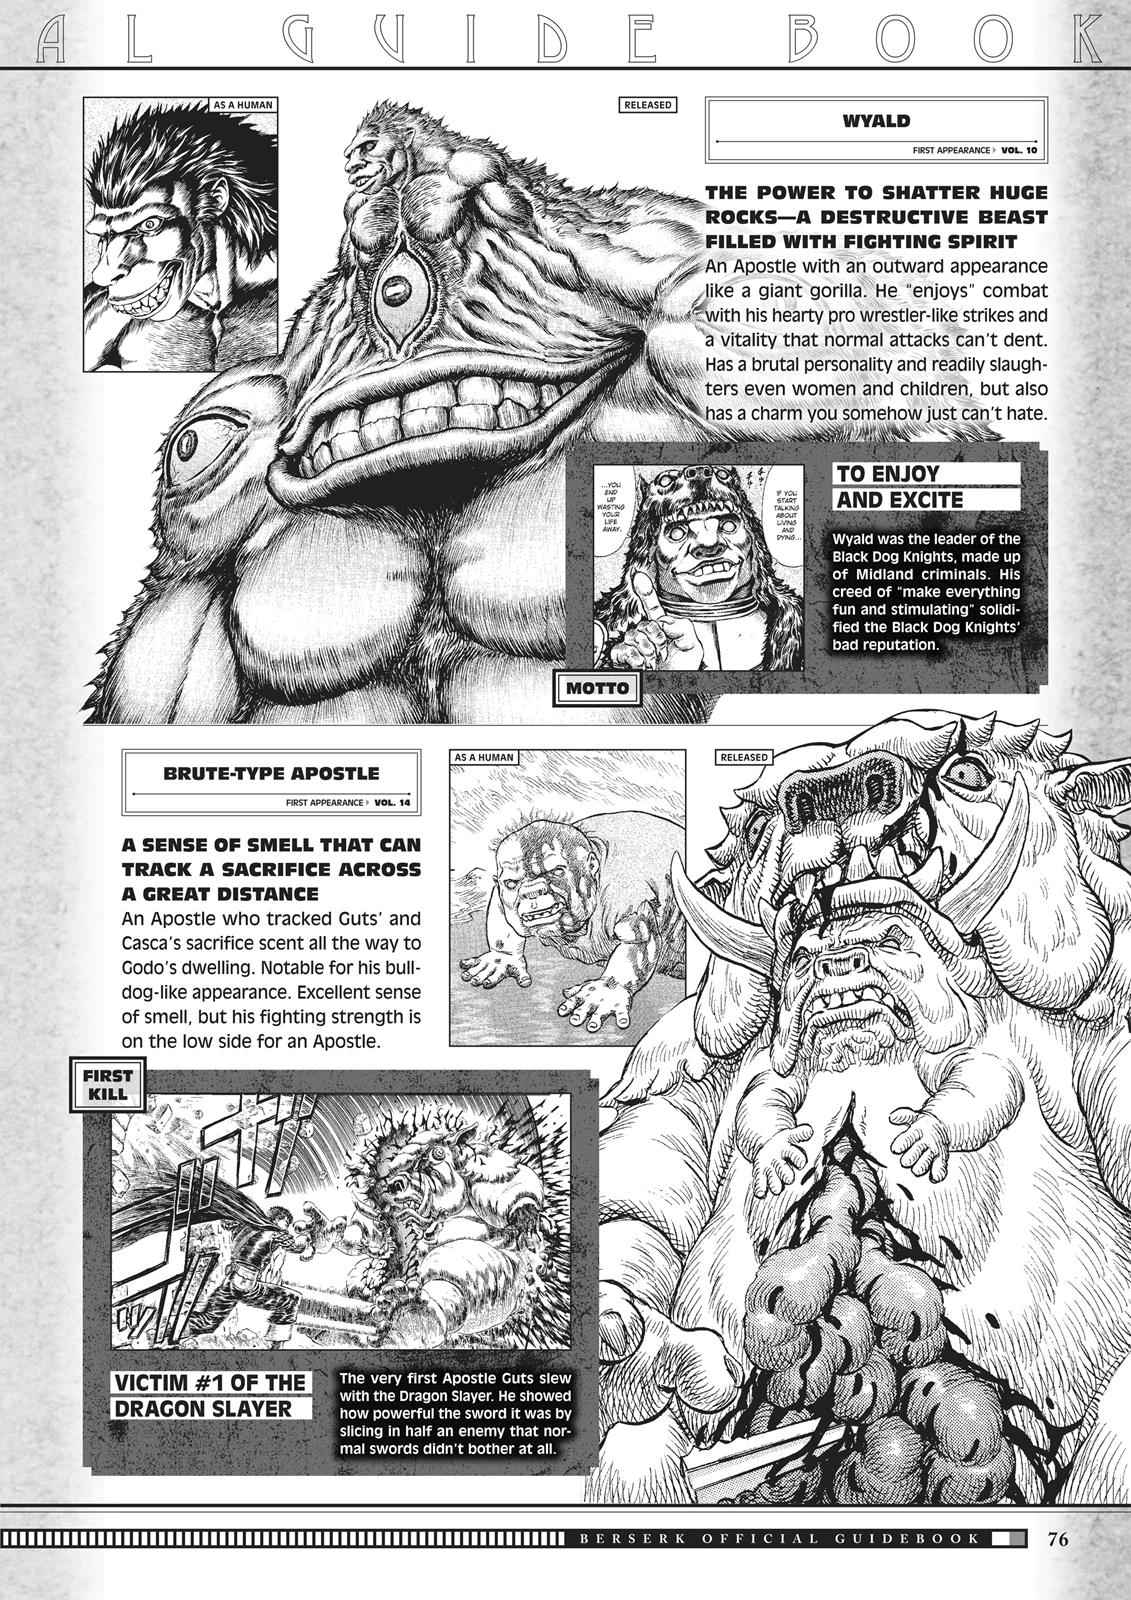 AL GUIDE BOOK
AS A HUMAN
RELEASED
WYALD
FIRST APPEARANCE › VOL. 10
THE POWER TO SHATTER HUGE
ROCKS—A DESTRUCTIVE BEAST
FILLED WITH FIGHTING SPIRIT
An Apostle with an outward appearance
like a giant gorilla. He "enjoys" combat
with his hearty pro wrestler-like strikes and
a vitality that normal attacks can't dent.
Has a brutal personality and readily slaugh-
ters even women and children, but also
has a charm you somehow just can't hate.
IF YOU
START
TALKING
ABOUT
LIVING
AND
DYING...
...YOU
END
UP
WASTING
YOUR
LIFE
AWAY.
MOTTO
TO ENJOY
AND EXCITE
Wyald was the leader of the
Black Dog Knights, made up
of Midland criminals. His
creed of "make everything
fun and stimulating" solidi-
fied the Black Dog Knights'
bad reputation.
BRUTE-TYPE APOSTLE
FIRST APPEARANCE › VOL. 14
A SENSE OF SMELL THAT CAN
TRACK A SACRIFICE ACROSS
A GREAT DISTANCE
An Apostle who tracked Guts' and
Casca's sacrifice scent all the way to
Godo's dwelling. Notable for his bull-
dog-like appearance. Excellent sense
of smell, but his fighting strength is
on the low side for an Apostle.
AS A HUMAN
RELEASED
FIRST
KILL
VICTIM #1 OF THE
DRAGON SLAYER
The very first Apostle Guts slew
with the Dragon Slayer. He showed
how powerful the sword it was by
slicing in half an enemy that nor-
mal swords didn't bother at all.
BERSERK OFFICIAL GUIDEBOOK
76